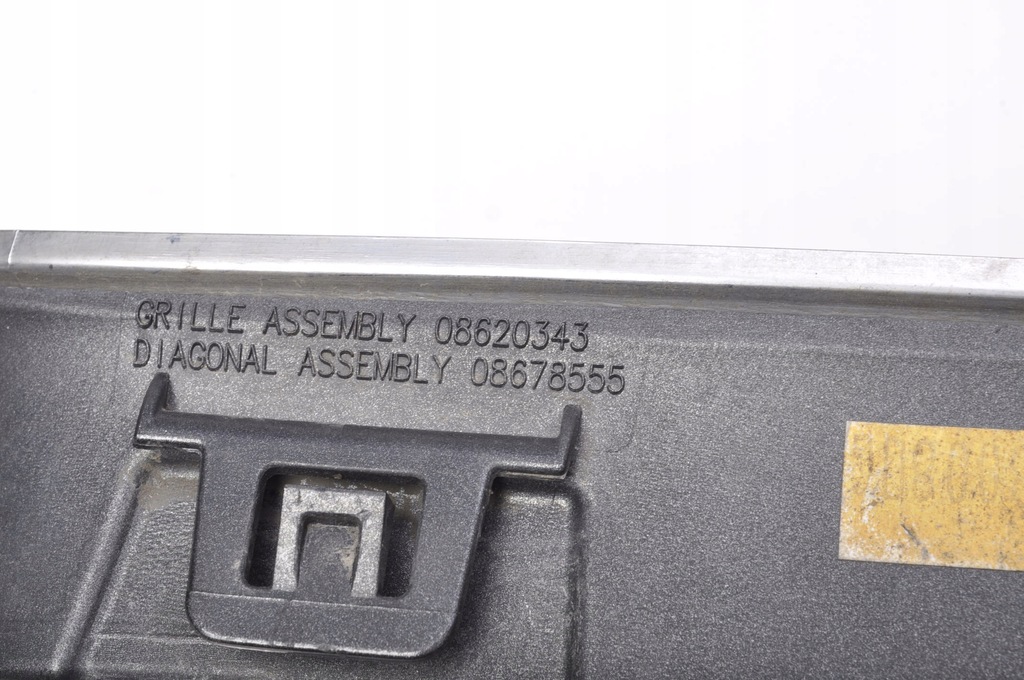 GRILLE ASSEMBLY 08620343
DIAGONAL ASSEMBLY 08678555